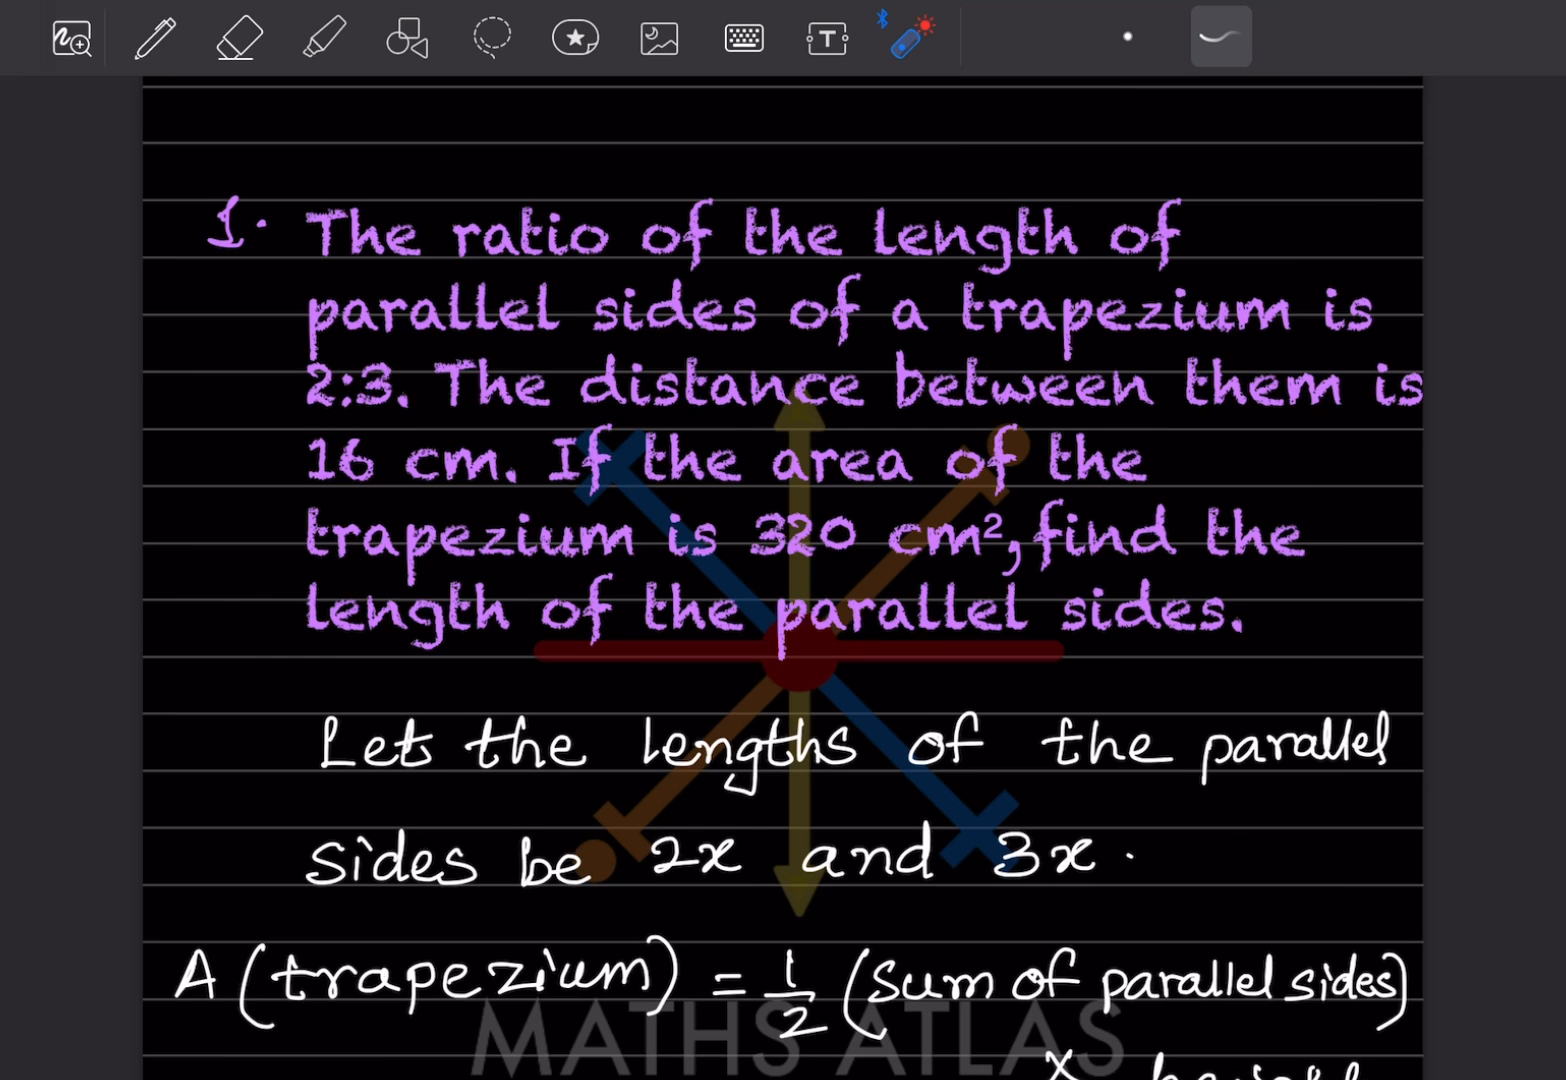 1. The ratio of the length of
parallel sides of a trapezium is
2:3. The distance between them is
16 cm. If the area of the
trapezium is 320 cm², find the
length of the parallel sides.
Let the lengths of the parallel
sides be 2x and 3x.
A (trapezium) = 1/2 (Sum of parallel sides)
MATHS ATLAS
x